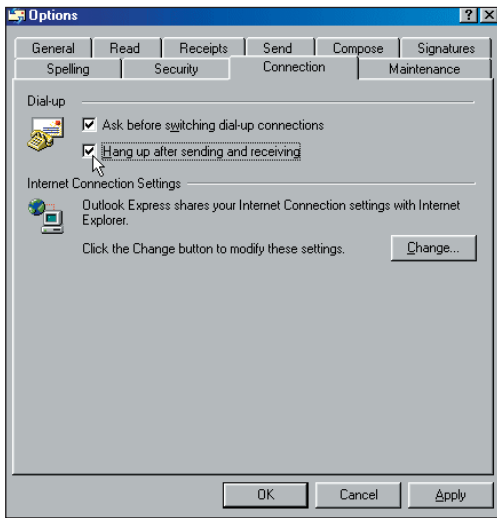 Options
General Read Receipts Send Compose Signatures
Spelling Security Connection Maintenance
Dial-up
Ask before switching dial-up connections
Hang up after sending and receiving
Internet Connection Settings
Outlook Express shares your Internet Connection settings with Internet
Explorer.
Click the Change button to modify these settings. Change...
OK Cancel Apply